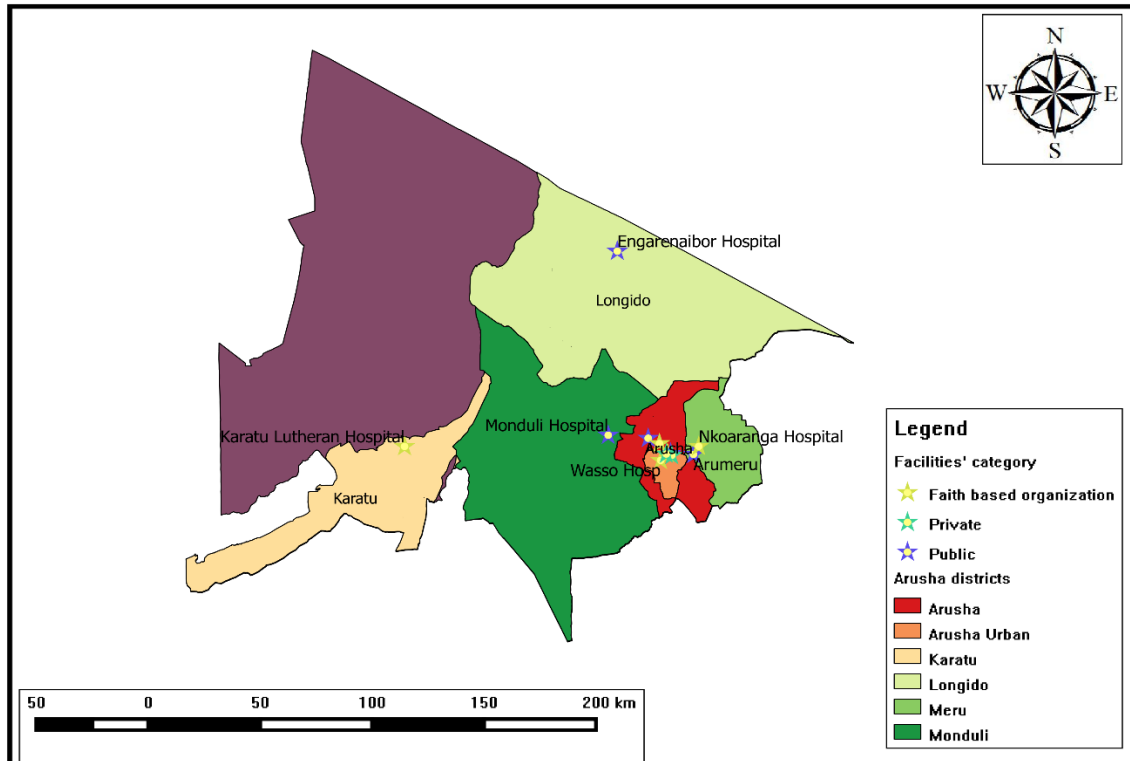 N
W E
S
Engarenaibor Hospital
Longido
Karatu Lutheran Hospital
Monduli Hospital
Nkoaranga Hospital
Arusha
Wasso Hosp
Arumeru
Karatu
Legend
Facilities' category
Faith based organization
Private
Public
Arusha districts
Arusha
Arusha Urban
Karatu
Longido
Meru
Monduli
50 0 50 100 150 200 km